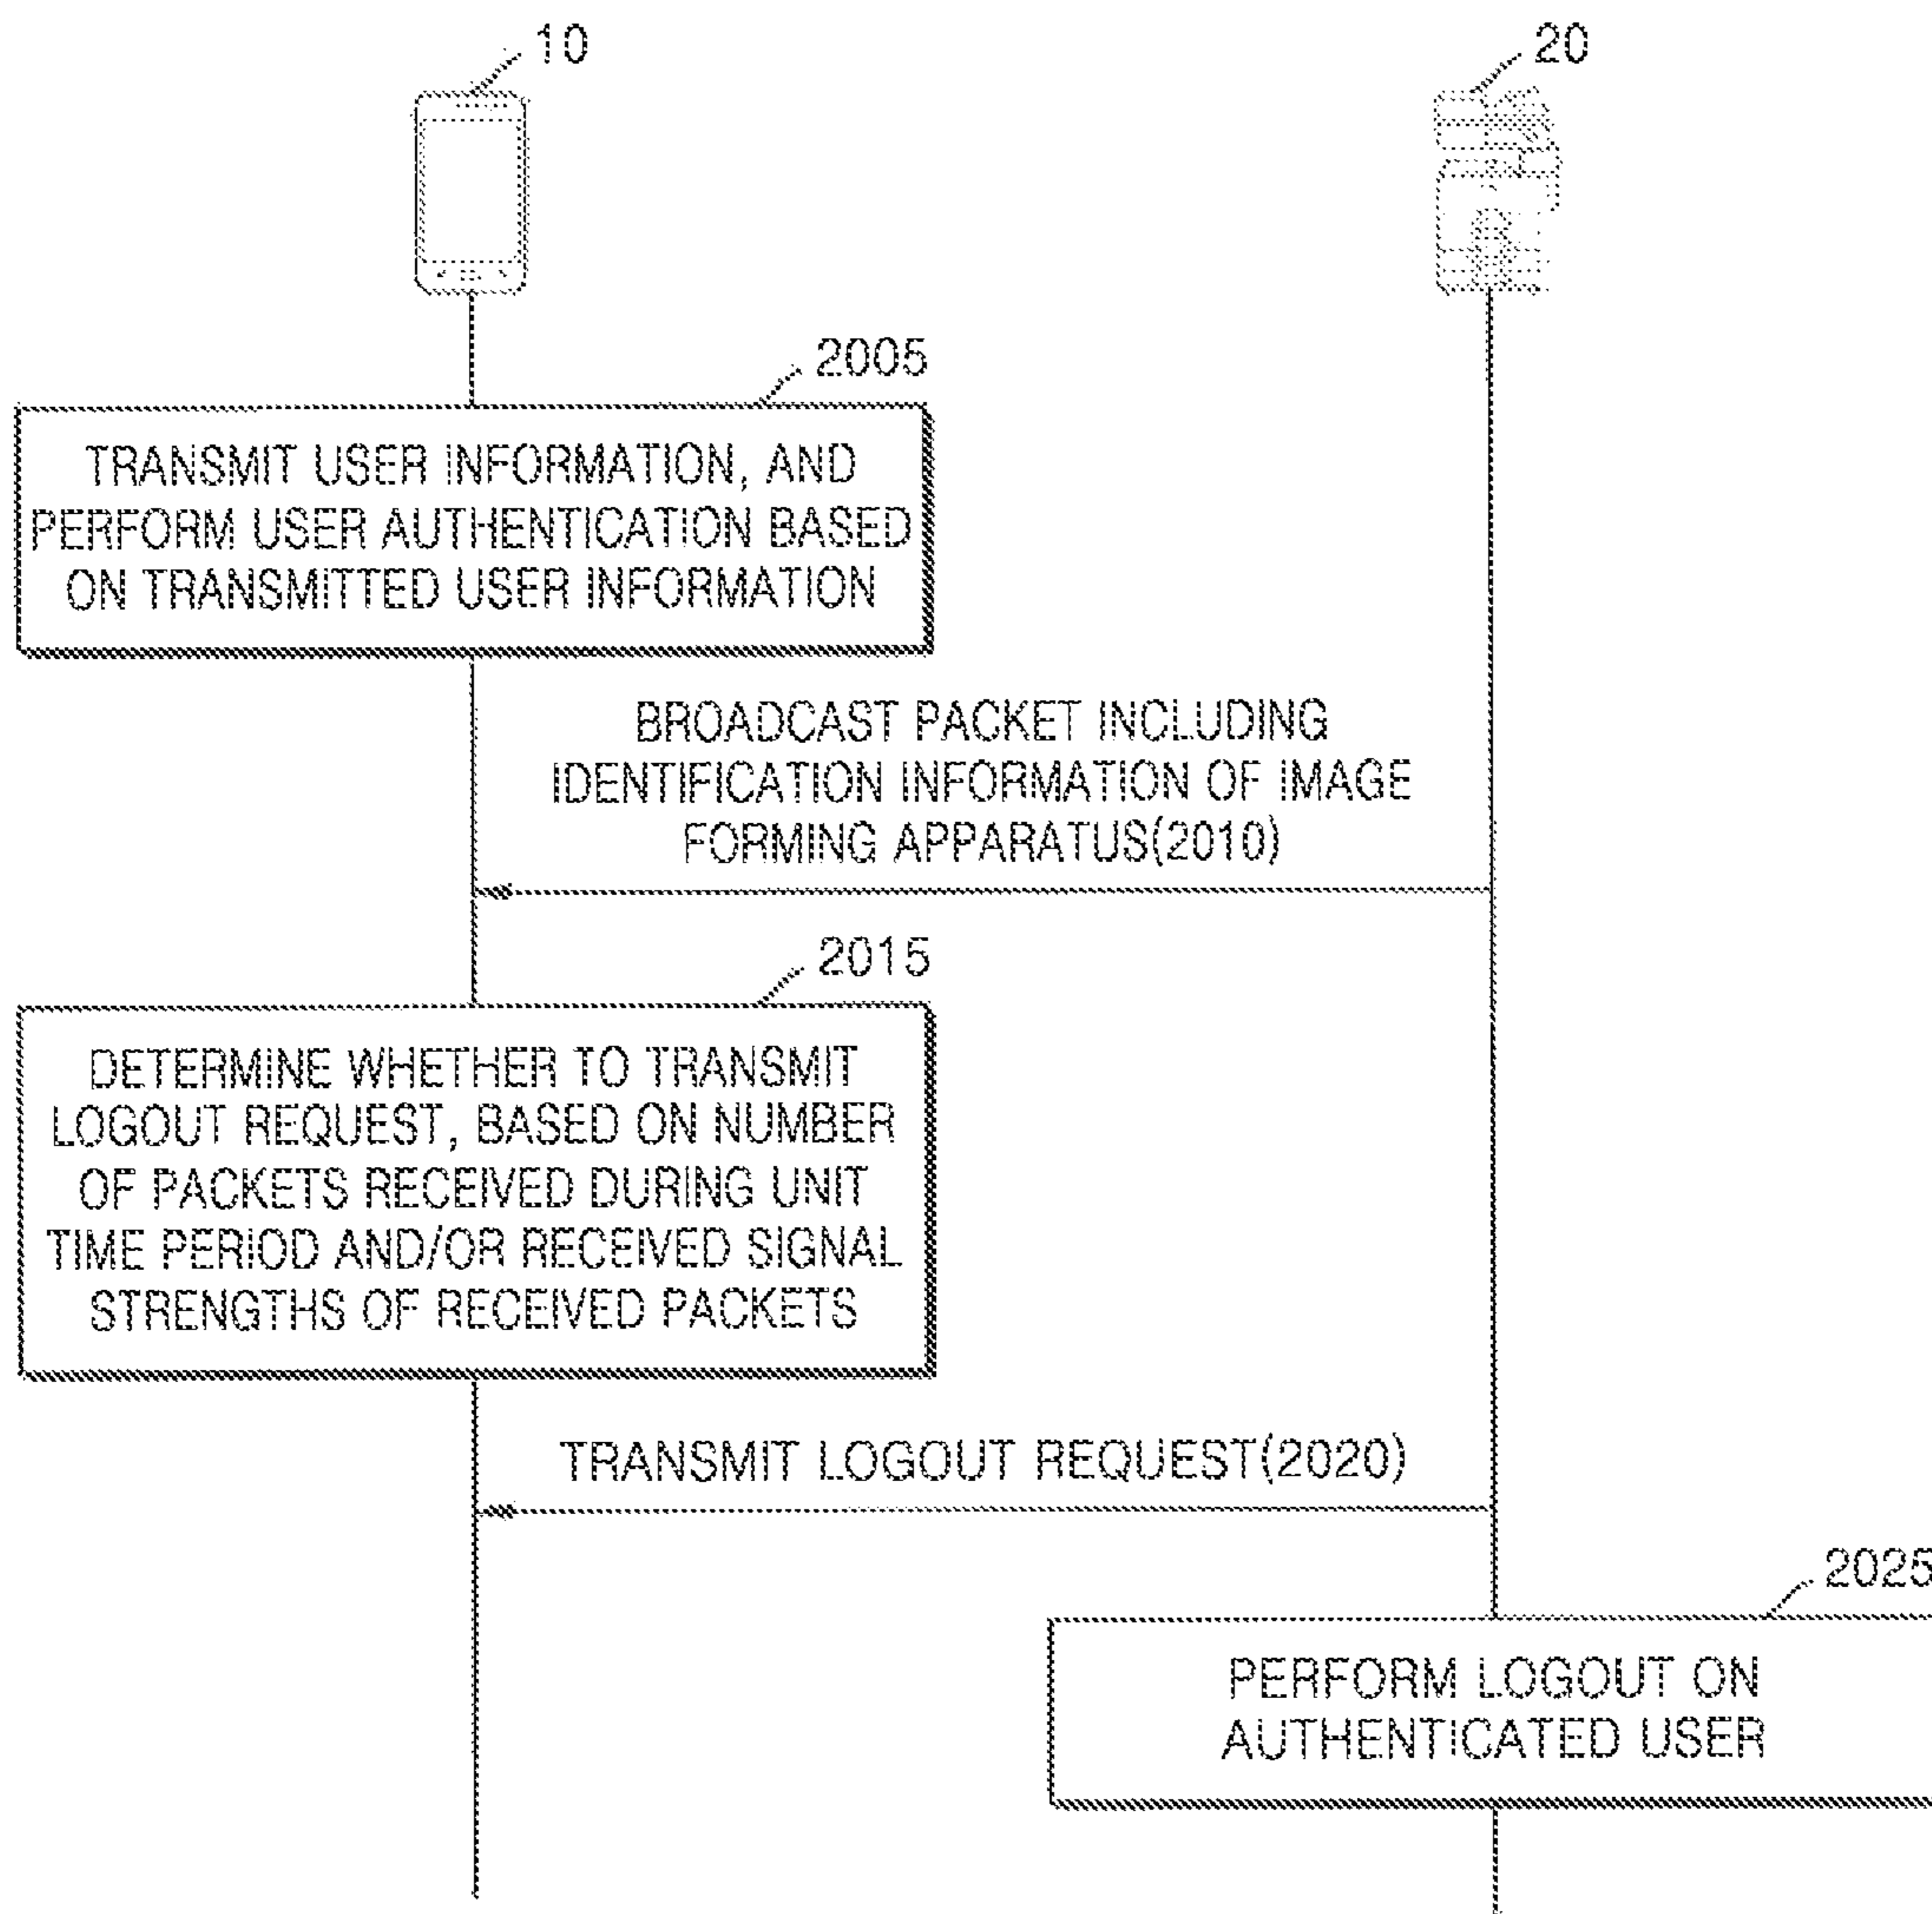 10
20
2005
TRANSMIT USER INFORMATION, AND
PERFORM USER AUTHENTICATION BASED
ON TRANSMITTED USER INFORMATION
BROADCAST PACKET INCLUDING
IDENTIFICATION INFORMATION OF IMAGE
FORMING APPARATUS(2010)
2015
DETERMINE WHETHER TO TRANSMIT
LOGOUT REQUEST, BASED ON NUMBER
OF PACKETS RECEIVED DURING UNIT
TIME PERIOD AND/OR RECEIVED SIGNAL
STRENGTHS OF RECEIVED PACKETS
TRANSMIT LOGOUT REQUEST(2020)
2025
PERFORM LOGOUT ON
AUTHENTICATED USER